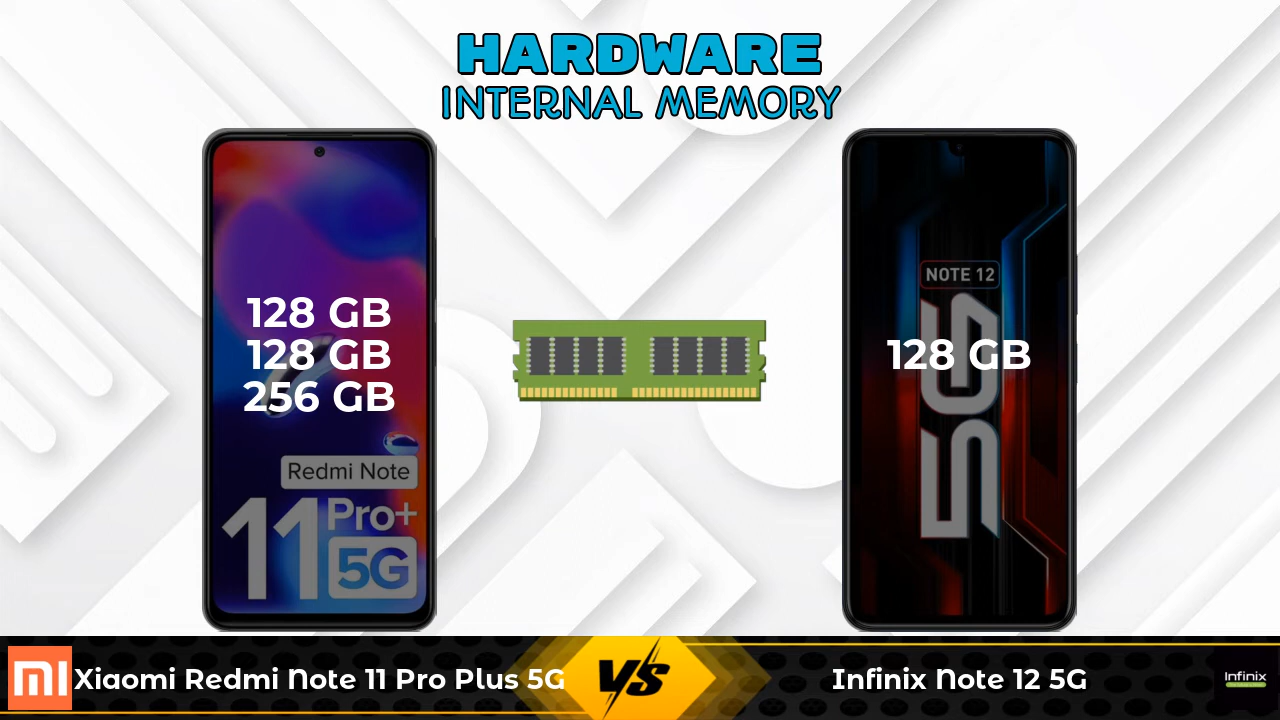 HARDWARE
INTERNAL MEMORY
128 GB
128 GB
256 GB
Redmi Note
11 Pro+
5G
NOTE 12
5G
128 GB
MI
Xiaomi Redmi Note 11 Pro Plus 5G
VS
Infinix Note 12 5G
Infinix